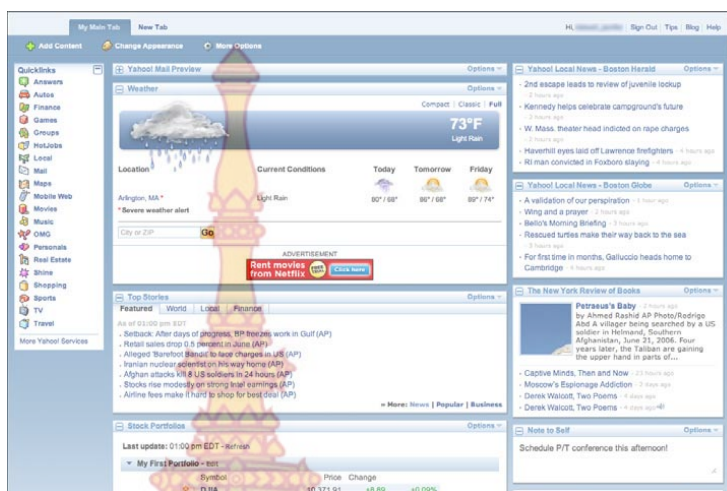 My Main Tab
New Tab
Hi,
Sign Out | Tips | Blog | Help
Add Content
Change Appearance
More Options
Quicklinks
Answers
Autos
Finance
Games
Groups
HotJobs
Local
Mail
Maps
Mobile Web
Movies
Music
OMG
Personals
Real Estate
Shine
Shopping
Sports
TV
Travel
More Yahoo! Services
Yahoo! Mail Preview
Options
Weather
Options
Compact | Classic | Full
73°F
Light Rain
Location
Current Conditions
Today
Tomorrow
Friday
Arlington, MA *
Light Rain
80° / 68°
86° / 68°
89° / 74°
* Severe weather alert
City or ZIP
Go
ADVERTISEMENT
Rent movies
from Netflix
FREE
Click here
Top Stories
Options
Featured
World
Local
Finance
As of 01:00 pm EDT
Setback: After days of progress, BP freezes work in Gulf (AP)
Retail sales drop 0.5 percent in June (AP)
Alleged 'Barefoot Bandit' to face charges in US (AP)
Iranian nuclear scientist on his way home (AP)
Afghan attacks kill 8 US soldiers in 24 hours (AP)
Stocks rise modestly on strong Intel earnings (AP)
Airline fees make it hard to shop for best deal (AP)
» More: News | Popular | Business
Stock Portfolios
Options
Last update: 01:00 pm EDT - Refresh
My First Portfolio - Edit
Symbol
Price
Change
DJIA
10,371.91
+8.89
+0.09%
Yahoo! Local News - Boston Herald
Options
2nd escape leads to review of juvenile lockup
- 2 hours ago
Kennedy helps celebrate campground's future
- 2 hours ago
W. Mass. theater head indicted on rape charges
- 3 hours ago
Haverhill eyes laid off Lawrence firefighters - 4 hours ago
RI man convicted in Foxboro slaying - 4 hours ago
Yahoo! Local News - Boston Globe
Options
A validation of our perspiration - 1 hour ago
Wing and a prayer - 2 hours ago
Bello's Morning Briefing - 3 hours ago
Rescued turtles make their way back to the sea
- 3 hours ago
For first time in months, Galluccio heads home to
Cambridge - 4 hours ago
The New York Review of Books
Options
Petraeus's Baby - 2 hours ago
by Ahmed Rashid AP Photo/Rodrigo
Abd A villager being searched by a US
soldier in Helmand, Southern
Afghanistan, June 21, 2006. Four
years later, the Taliban are gaining
the upper hand in parts of...
Captive Minds, Then and Now - 23 hours ago
Moscow's Espionage Addiction - 5 days ago
Derek Walcott, Two Poems - 6 days ago
Derek Walcott, Two Poems - 6 days ago
Note to Self
Options
Schedule P/T conference this afternoon!